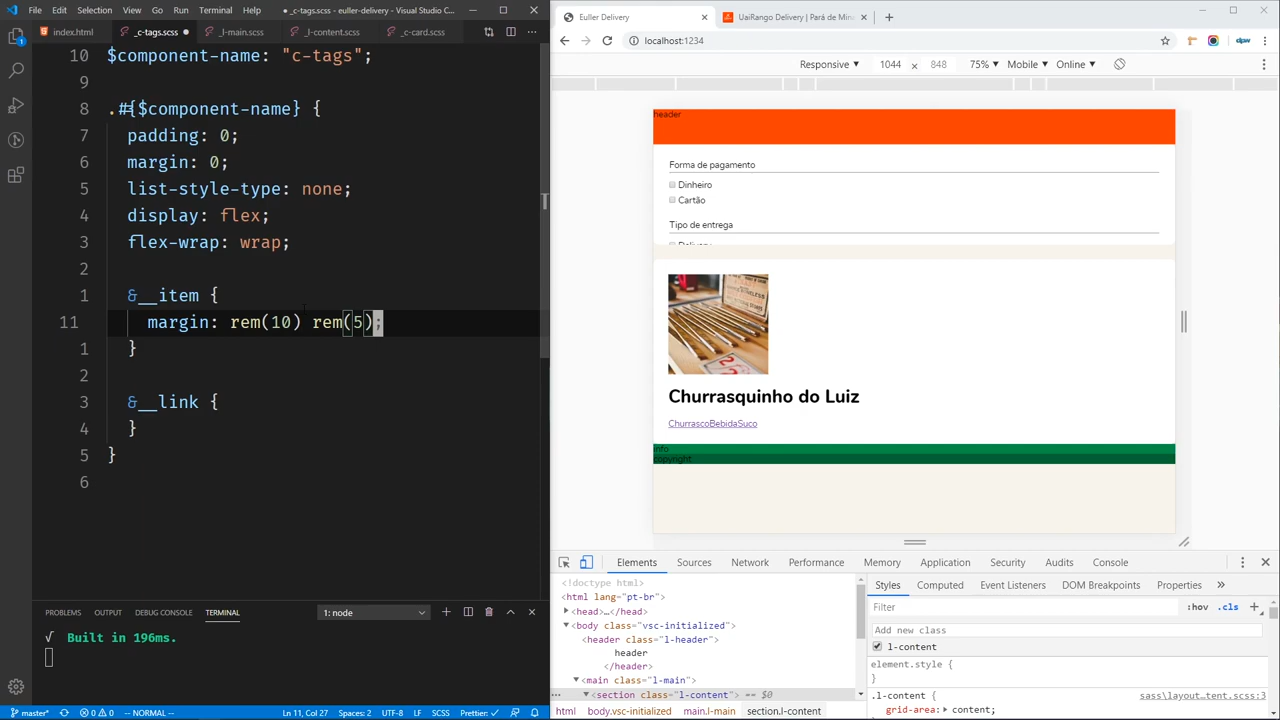 File Edit Selection View Go Debug Terminal Help ● _c-tags.scss - euller-delivery - Visual Studio C...
Euller Delivery
UaiRango Delivery | Pará de Min
index.html _c-tags.scss _l-main.scss _l-content.scss _c-card.scss
localhost:1234
Responsive 1044 × 848 75% Mobile Online
10 $component-name: "c-tags";
9
8 .#{$component-name} {
7 padding: 0;
6 margin: 0;
5 list-style-type: none;
4 display: flex;
3 flex-wrap: wrap;
2
1 &__item {
11 margin: rem(10) rem(5);
1 }
2
3 &__link {
4 }
5 }
6
header
Forma de pagamento
Dinheiro
Cartão
Tipo de entrega
Delivery
Churrasquinho do Luiz
ChurrascoBebidaSuco
info
copyright
PROBLEMS OUTPUT DEBUG CONSOLE TERMINAL 1: node
√ Built in 196ms.
Elements Sources Network Performance Memory Application Security Audits Console
<!doctype html>
<html lang="pt-br">
<head>…</head>
<body class="vsc-initialized">
<header class="l-header">
header
</header>
<main class="l-main">
<section class="l-content"> == $0
html body.vsc-initialized main.l-main section.l-content
Styles Computed Event Listeners DOM Breakpoints Properties
Filter :hov .cls
Add new class
l-content
element.style {
}
.l-content { sass\layout…tent.scss:3
grid-area: content;
master* 0 0 -- NORMAL -- Ln 11, Col 27 Spaces: 2 UTF-8 LF SCSS Prettier: ✓